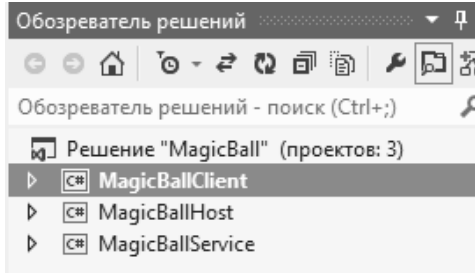 Обозреватель решений
Обозреватель решений - поиск (Ctrl+;)
Решение "MagicBall" (проектов: 3)
C# MagicBallClient
C# MagicBallHost
C# MagicBallService